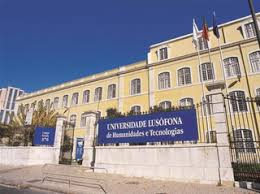 UNIVERSIDADE LUSÓFONA
de Humanidades e Tecnologias